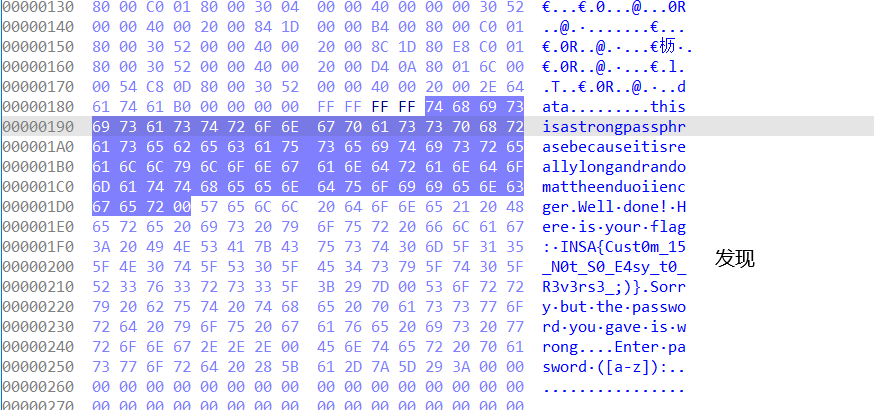 00000130 80 00 C0 01 80 00 30 04 00 00 40 00 00 00 30 52 €...€.0...@...0R
00000140 00 00 40 00 20 00 84 1D 00 00 B4 00 80 00 C0 01 ..@.·.......€...
00000150 80 00 30 52 00 00 40 00 20 00 8C 1D 80 E8 C0 01 €.0R..@.·...€栃·.
00000160 80 00 30 52 00 00 40 00 20 00 D4 0A 80 01 6C 00 €.0R..@.·...€.l.
00000170 00 54 C8 0D 80 00 30 52 00 00 40 00 20 00 2E 64 .T..€.0R..@.·..d
00000180 61 74 61 B0 00 00 00 00 FF FF FF FF 74 68 69 73 ata.........this
00000190 69 73 61 73 74 72 6F 6E 67 70 61 73 73 70 68 72 isastrongpassphr
000001A0 61 73 65 62 65 63 61 75 73 65 69 74 69 73 72 65 asebecauseitisre
000001B0 61 6C 6C 79 6C 6F 6E 67 61 6E 64 72 61 6E 64 6F allylongandrando
000001C0 6D 61 74 74 68 65 65 6E 64 75 6F 69 69 65 6E 63 mattheenduoiienc
000001D0 67 65 72 00 57 65 6C 6C 20 64 6F 6E 65 21 20 48 ger.Well·done!·H
000001E0 65 72 65 20 69 73 20 79 6F 75 72 20 66 6C 61 67 ere·is·your·flag
000001F0 3A 20 49 4E 53 41 7B 43 75 73 74 30 6D 5F 31 35 :·INSA{Cust0m_15
00000200 5F 4E 30 74 5F 53 30 5F 45 34 73 79 5F 74 30 5F _N0t_S0_E4sy_t0_
00000210 52 33 76 33 72 73 33 5F 3B 29 7D 00 53 6F 72 72 R3v3rs3_;)}.Sorr
00000220 79 20 62 75 74 20 74 68 65 20 70 61 73 73 77 6F y·but·the·passwo
00000230 72 64 20 79 6F 75 20 67 61 76 65 20 69 73 20 77 rd·you·gave·is·w
00000240 72 6F 6E 67 2E 2E 2E 00 45 6E 74 65 72 20 70 61 rong....Enter·pa
00000250 73 77 6F 72 64 20 28 5B 61 2D 7A 5D 29 3A 00 00 ssword·([a-z]):..
00000260 00 00 00 00 00 00 00 00 00 00 00 00 00 00 00 00 ................
00000270 00 00 00 00 00 00 00 00 00 00 00 00 00 00 00 00
发现